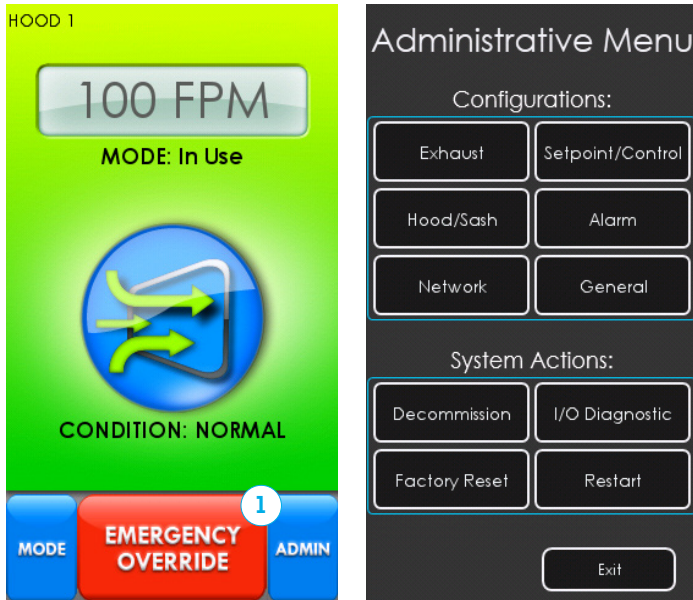 HOOD 1
100 FPM
MODE: In Use
CONDITION: NORMAL
1
MODE
EMERGENCY
OVERRIDE
ADMIN
Administrative Menu
Configurations:
Exhaust
Setpoint/Control
Hood/Sash
Alarm
Network
General
System Actions:
Decommission
I/O Diagnostic
Factory Reset
Restart
Exit